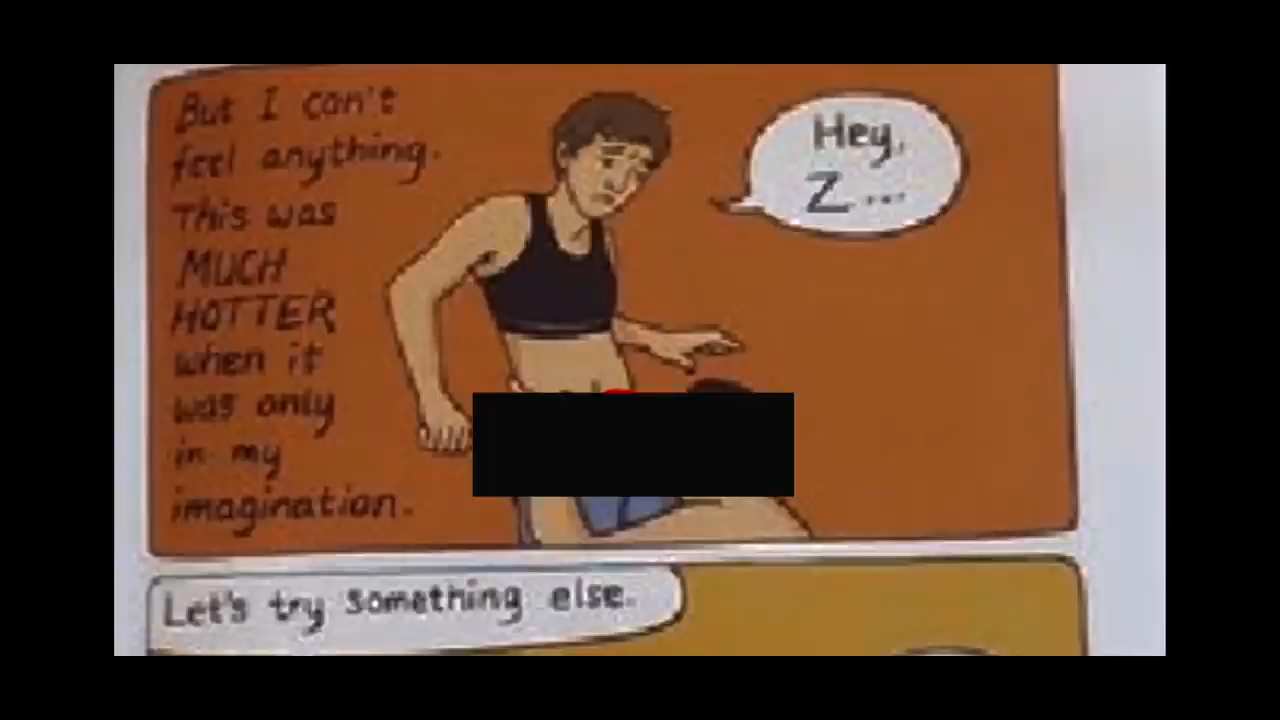 But I can't
feel anything.
This was
MUCH
HOTTER
when it
was only
in my
imagination.
Hey,
Z...
Let's try something else.